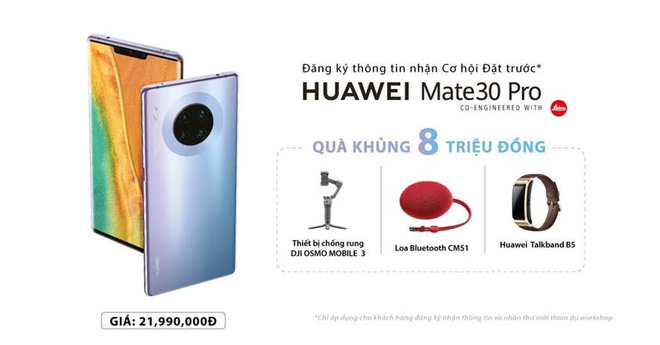 Đăng ký thông tin nhận Cơ hội Đặt trước*
HUAWEI Mate30 Pro
CO-ENGINEERED WITH Leica
QUÀ KHỦNG 8 TRIỆU ĐỒNG
Thiết bị chống rung
DJI OSMO MOBILE 3
Loa Bluetooth CM51
Huawei Talkband B5
HUAWEI
GIÁ: 21,990,000Đ
*Chỉ áp dụng cho khách hàng đăng ký nhận thông tin và nhận thư mời tham dự workshop